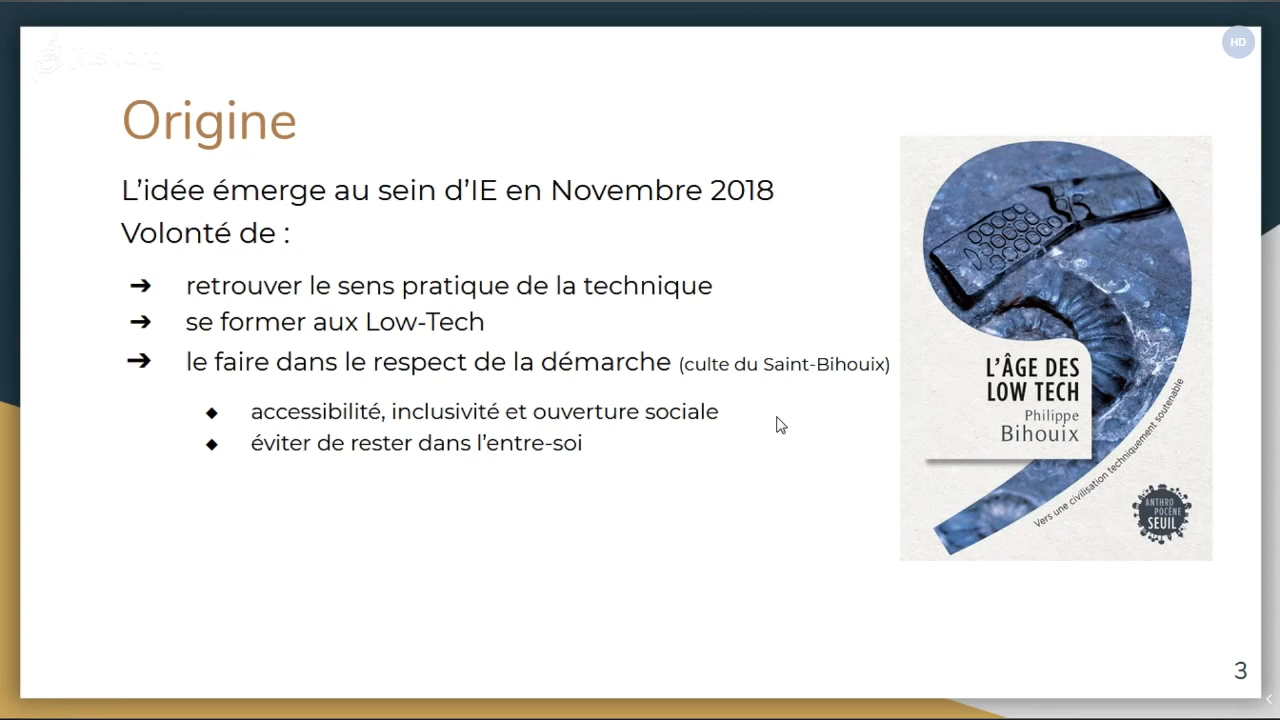 jitsi.org
HD
Origine
L'idée émerge au sein d'IE en Novembre 2018
Volonté de :
➔ retrouver le sens pratique de la technique
➔ se former aux Low-Tech
➔ le faire dans le respect de la démarche (culte du Saint-Bihouix)
◆ accessibilité, inclusivité et ouverture sociale
◆ éviter de rester dans l'entre-soi
L'ÂGE DES
LOW TECH
Philippe
Bihouix
Vers une civilisation techniquement soutenable
ANTHRO
POCÈNE
SEUIL
3